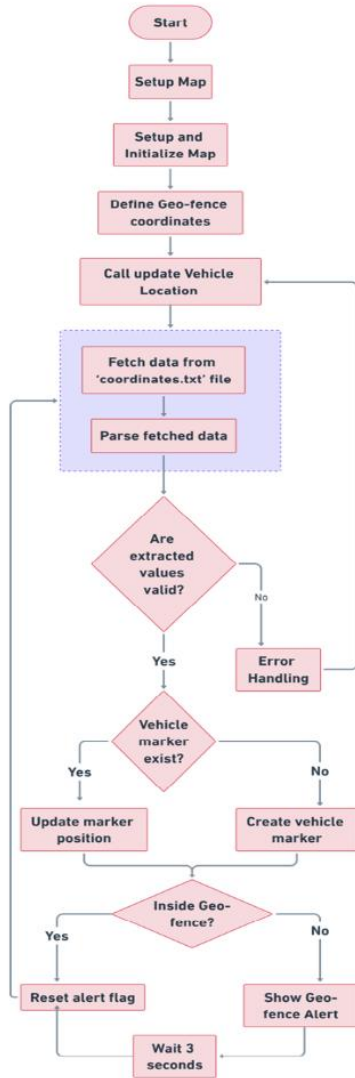 Start
Setup Map
Setup and
Initialize Map
Define Geo-fence
coordinates
Call update Vehicle
Location
Fetch data from
'coordinates.txt' file
Parse fetched data
Are
extracted
values
valid?
No
Yes
Error
Handling
Vehicle
marker
exist?
Yes
No
Update marker
position
Create vehicle
marker
Inside Geo-
fence?
Yes
No
Reset alert flag
Show Geo-
fence Alert
Wait 3
seconds